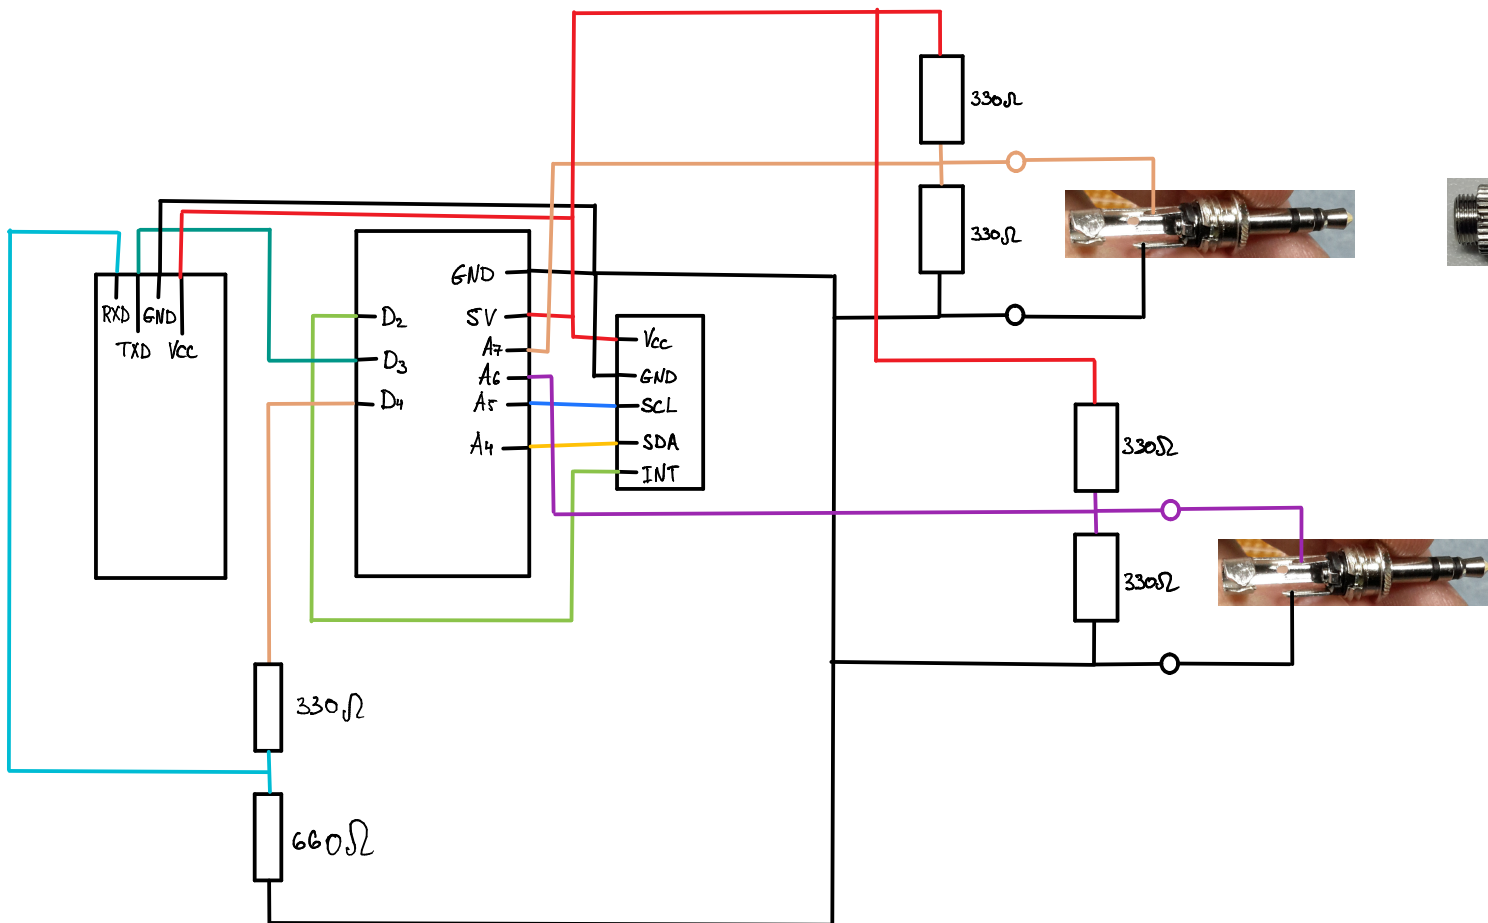 330Ω
330Ω
RXD GND
TXD Vcc
GND
5V
A7
A6
A5
A4
D2
D3
D4
Vcc
GND
SCL
SDA
INT
330Ω
330Ω
330Ω
660Ω